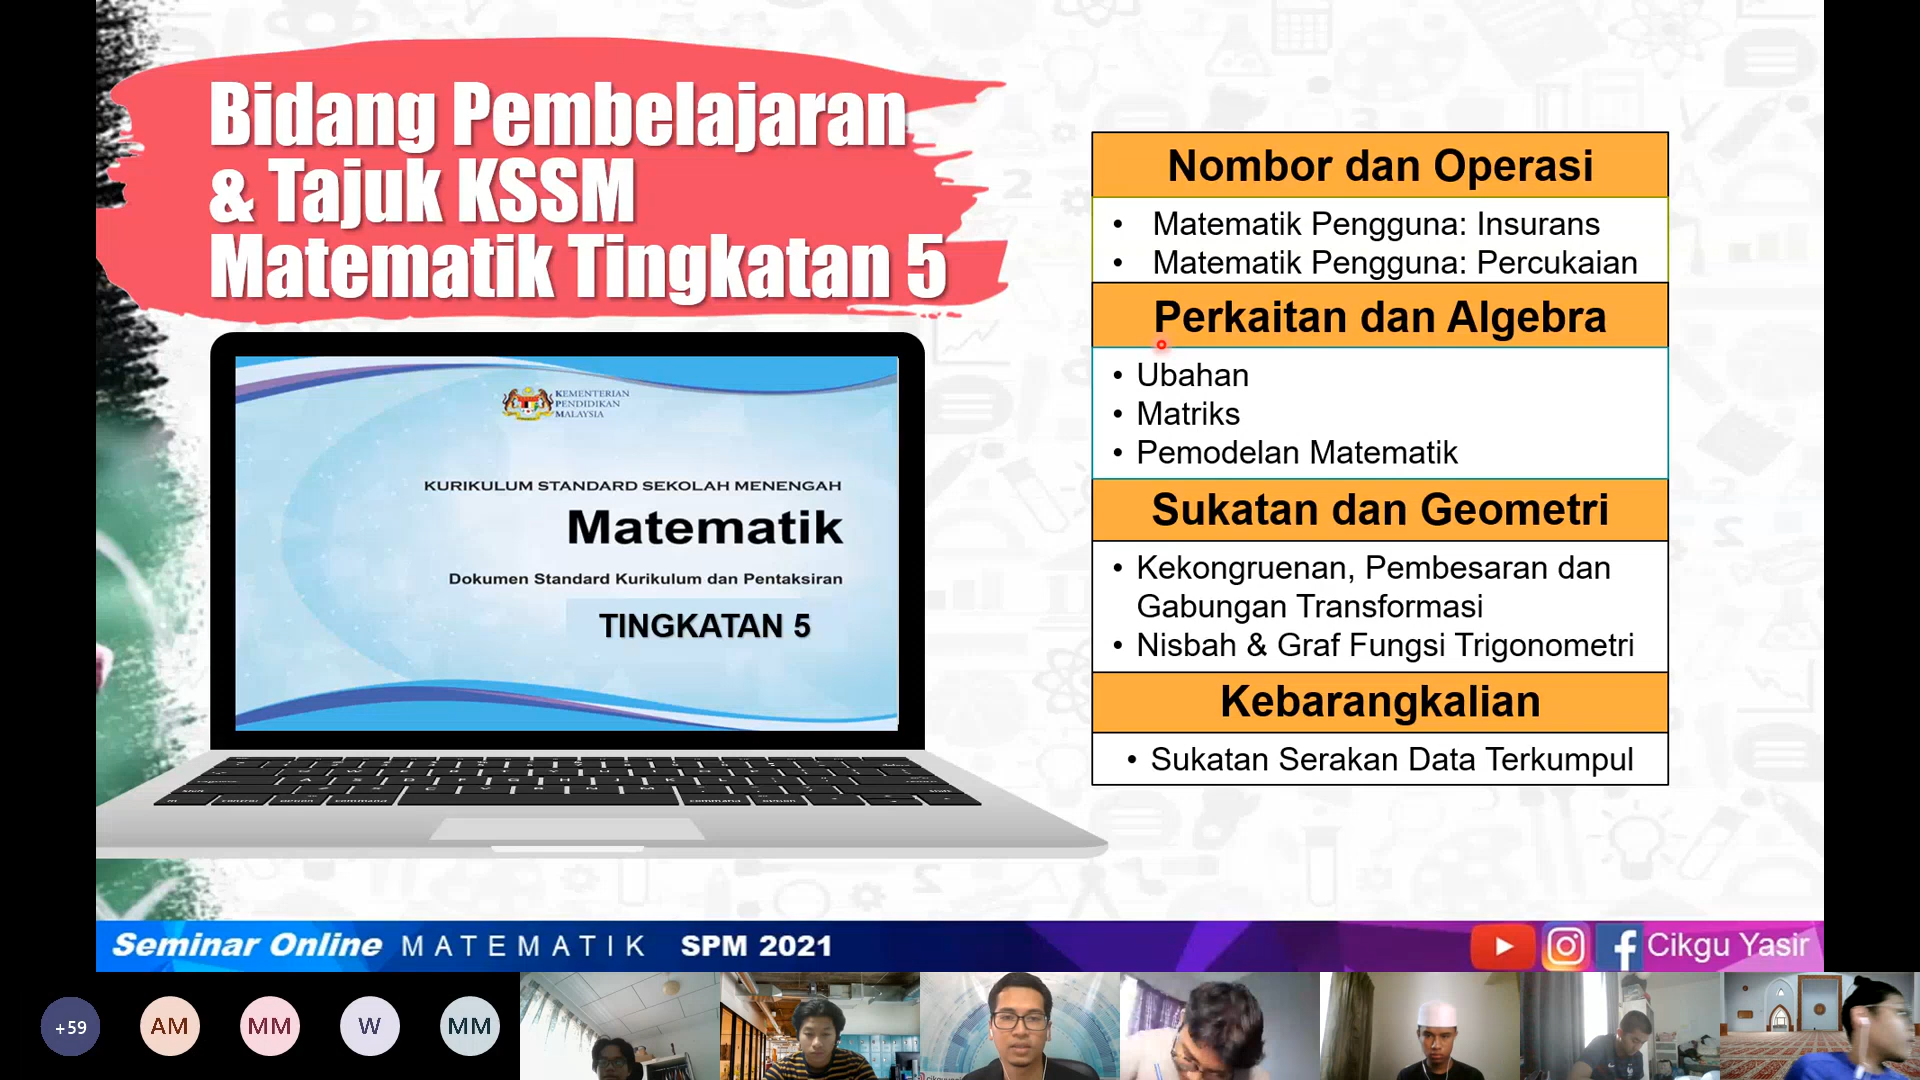 Bidang Pembelajaran
& Tajuk KSSM
Matematik Tingkatan 5
KEMENTERIAN
PENDIDIKAN
MALAYSIA
KURIKULUM STANDARD SEKOLAH MENENGAH
Matematik
Dokumen Standard Kurikulum dan Pentaksiran
TINGKATAN 5
Nombor dan Operasi
• Matematik Pengguna: Insurans
• Matematik Pengguna: Percukaian
Perkaitan dan Algebra
• Ubahan
• Matriks
• Pemodelan Matematik
Sukatan dan Geometri
• Kekongruenan, Pembesaran dan
Gabungan Transformasi
• Nisbah & Graf Fungsi Trigonometri
Kebarangkalian
• Sukatan Serakan Data Terkumpul
Seminar Online MATEMATIK SPM 2021
Cikgu Yasir
+59 AM MM W MM